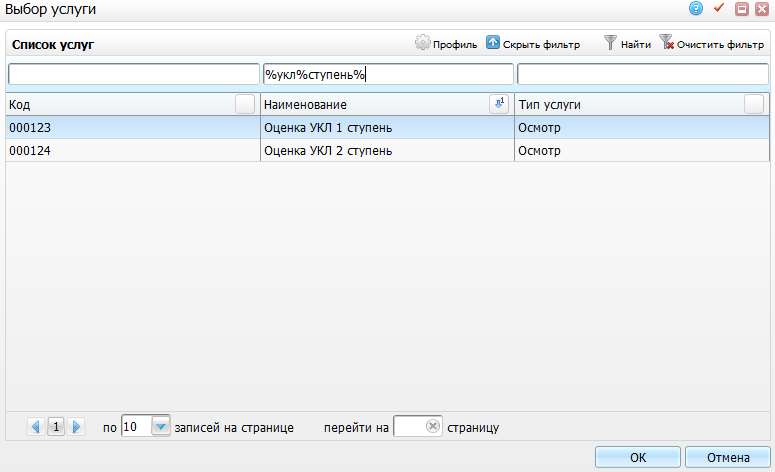 Выбор услуги
Список услуг Профиль Скрыть фильтр Найти Очистить фильтр
%укл%ступень%
Код Наименование 1 Тип услуги
000123 Оценка УКЛ 1 ступень Осмотр
000124 Оценка УКЛ 2 ступень Осмотр
1 по 10 записей на странице перейти на страницу
OK Отмена